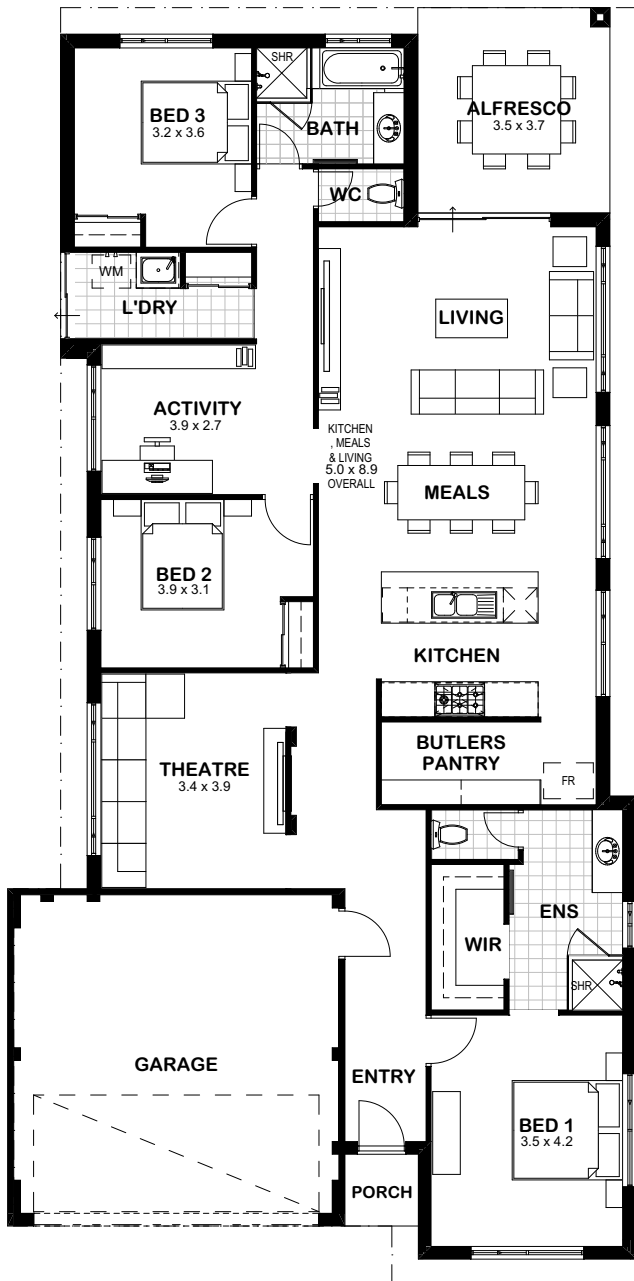 SHR
BED 3
3.2 x 3.6
BATH
ALFRESCO
3.5 x 3.7
WC
WM
L'DRY
LIVING
ACTIVITY
3.9 x 2.7
KITCHEN
, MEALS
& LIVING
5.0 x 8.9
OVERALL
MEALS
BED 2
3.9 x 3.1
KITCHEN
BUTLERS
PANTRY
THEATRE
3.4 x 3.9
FR
ENS
WIR
SHR
GARAGE
ENTRY
BED 1
3.5 x 4.2
PORCH